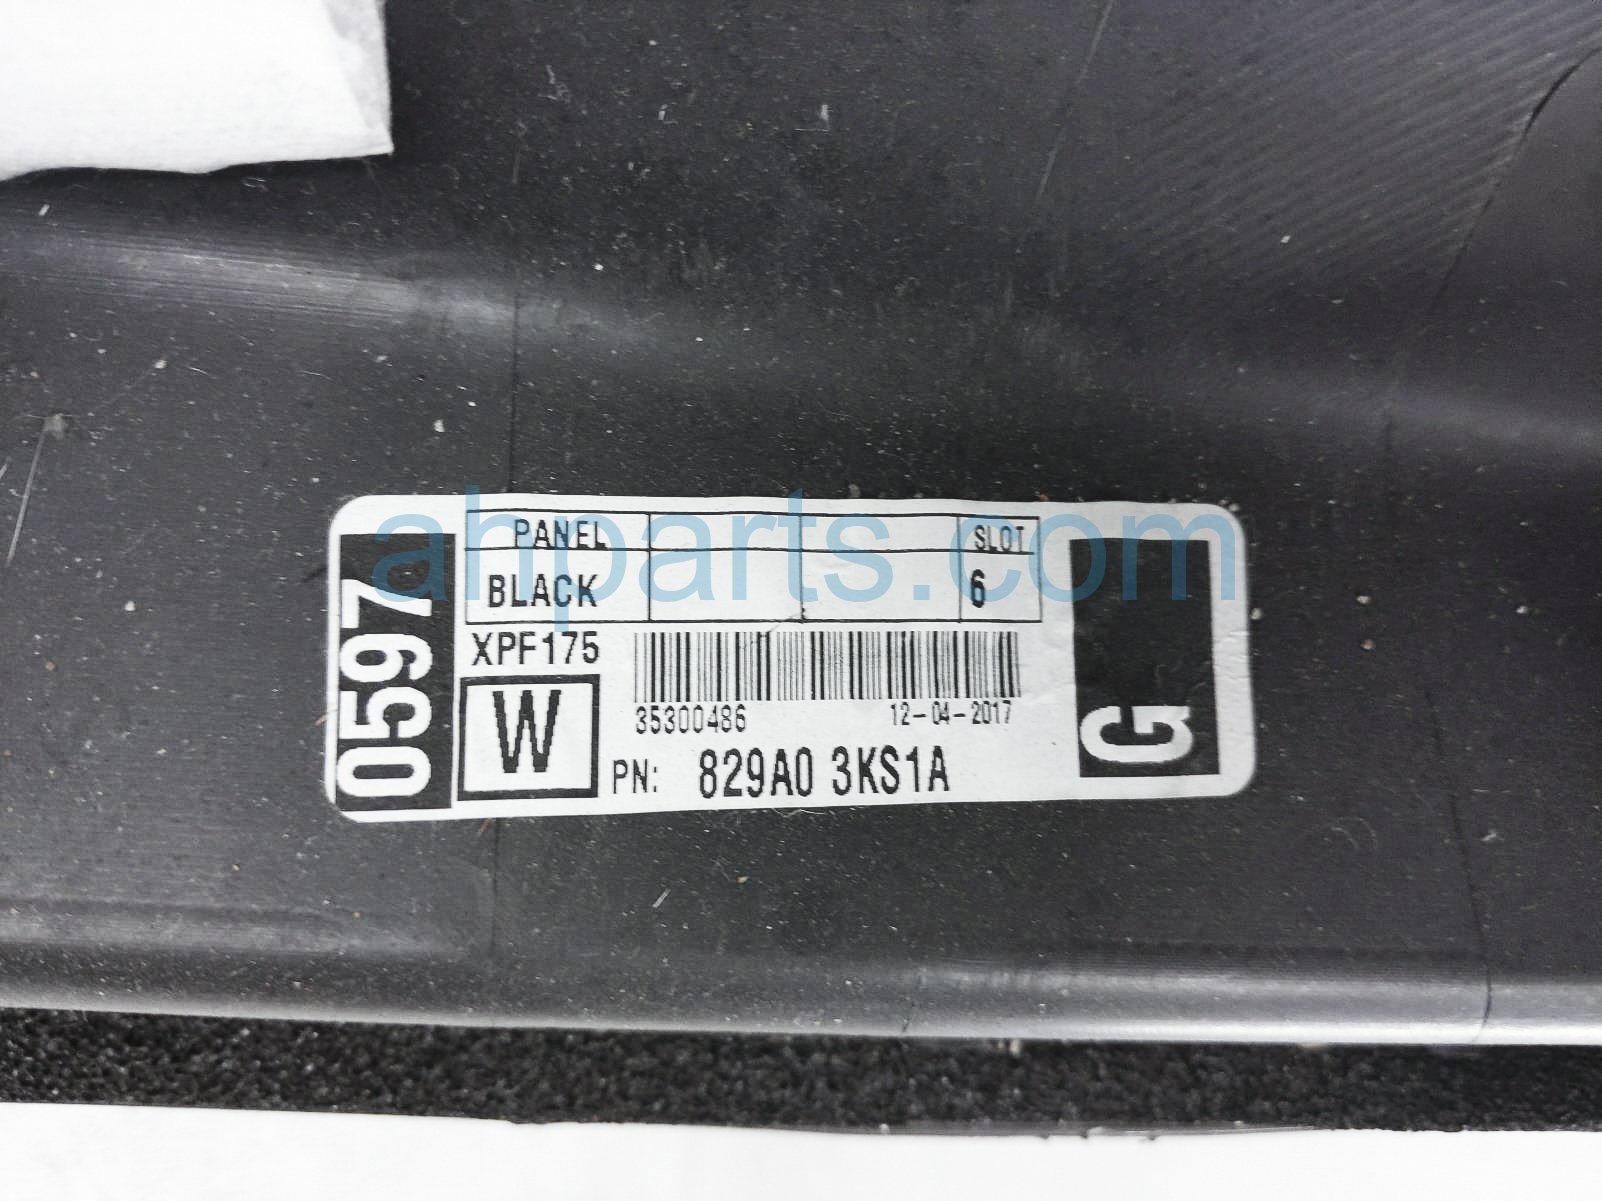 PANEL SLOT
BLACK 6
0597
XPF175
W
35300486 12-04-2017
PN: 829A0 3KS1A
G
ahparts.com